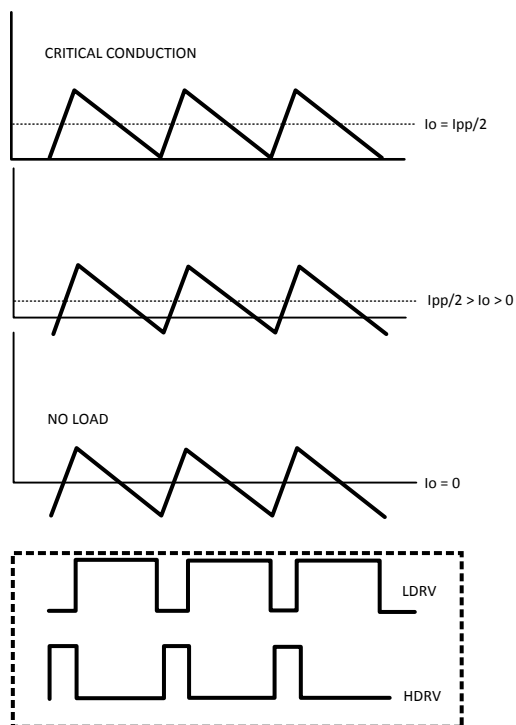 CRITICAL CONDUCTION
Io = Ipp/2
Ipp/2 > Io > 0
NO LOAD
Io = 0
LDRV
HDRV